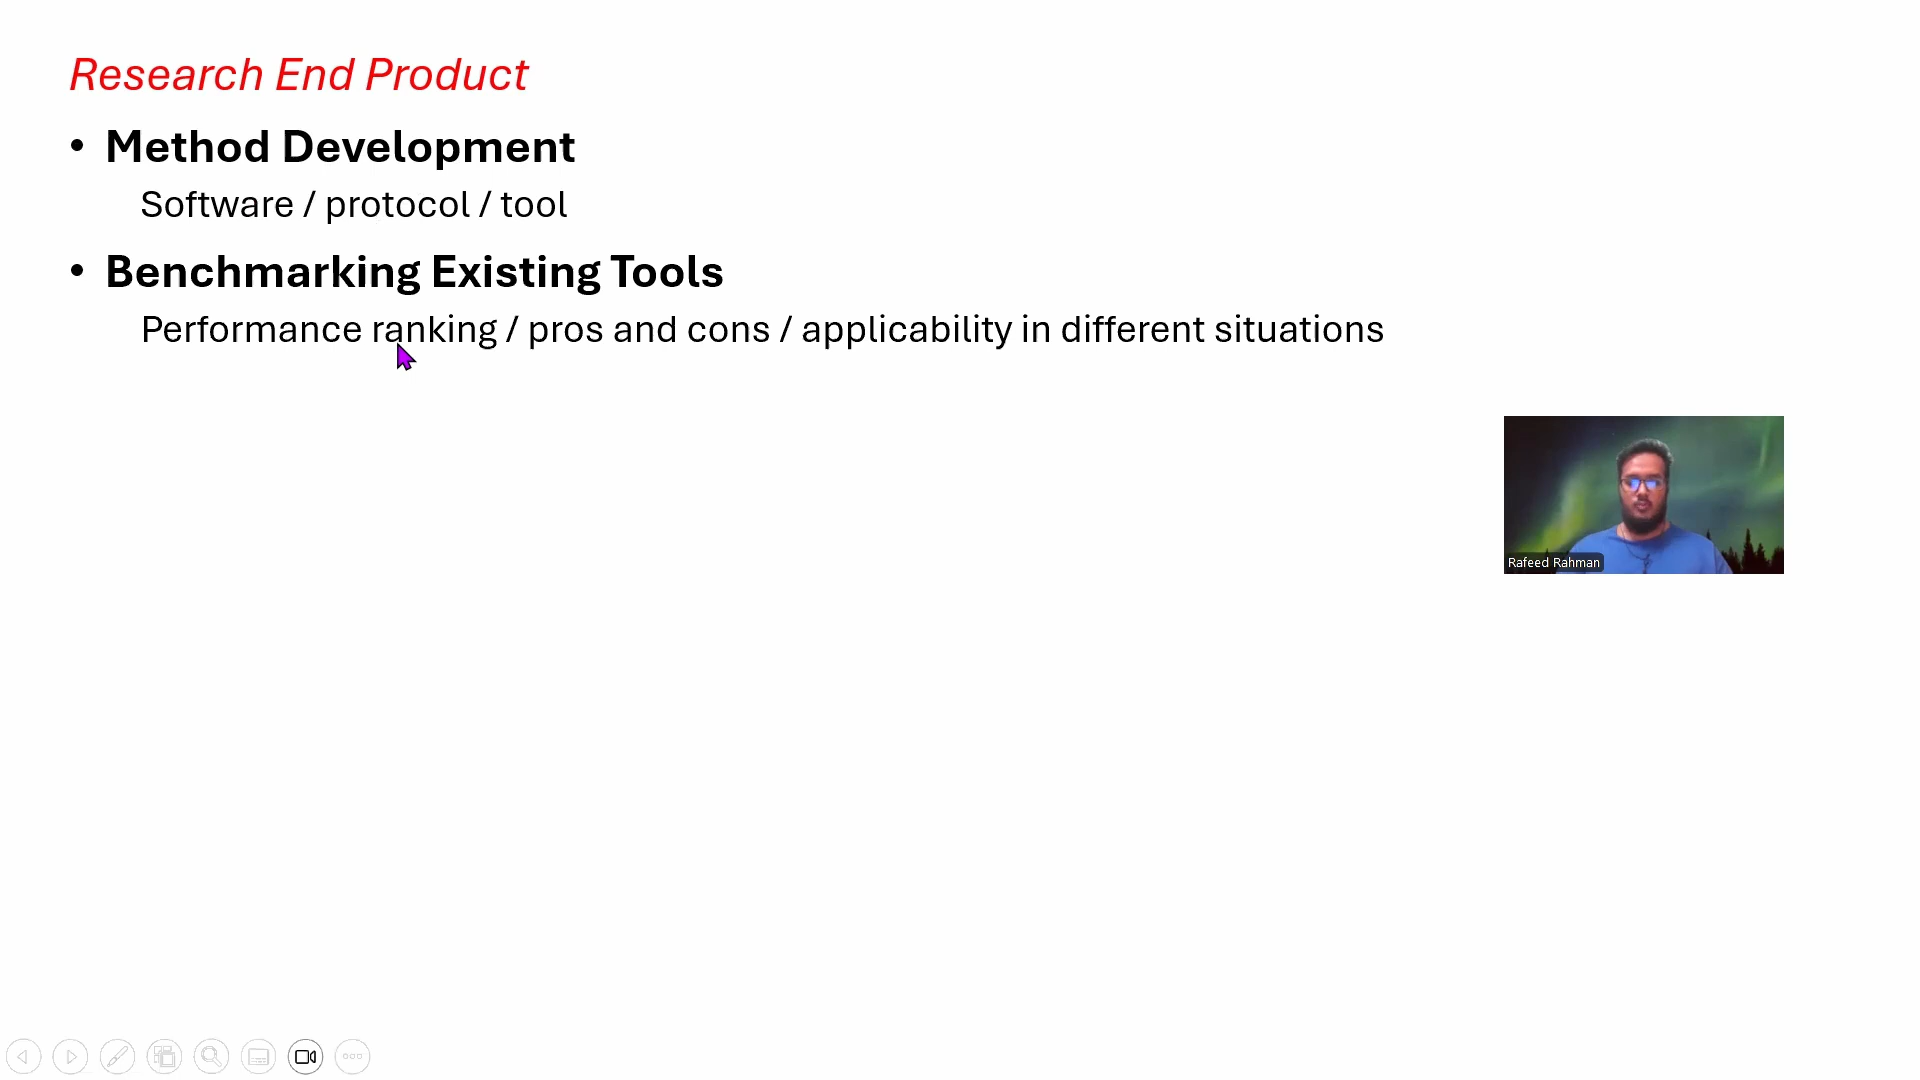 Research End Product
• Method Development
Software / protocol / tool
• Benchmarking Existing Tools
Performance ranking / pros and cons / applicability in different situations
Rafeed Rahman